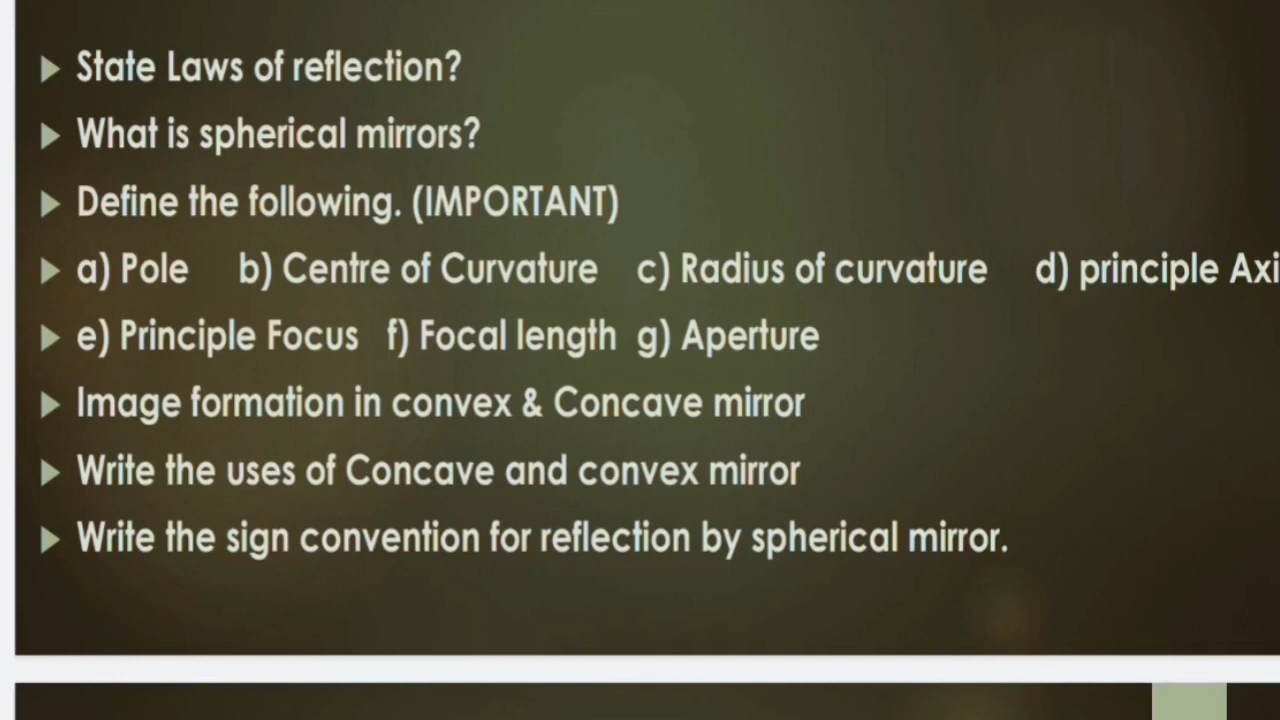 State Laws of reflection?
What is spherical mirrors?
Define the following. (IMPORTANT)
a) Pole b) Centre of Curvature c) Radius of curvature d) principle Axi
e) Principle Focus f) Focal length g) Aperture
Image formation in convex & Concave mirror
Write the uses of Concave and convex mirror
Write the sign convention for reflection by spherical mirror.